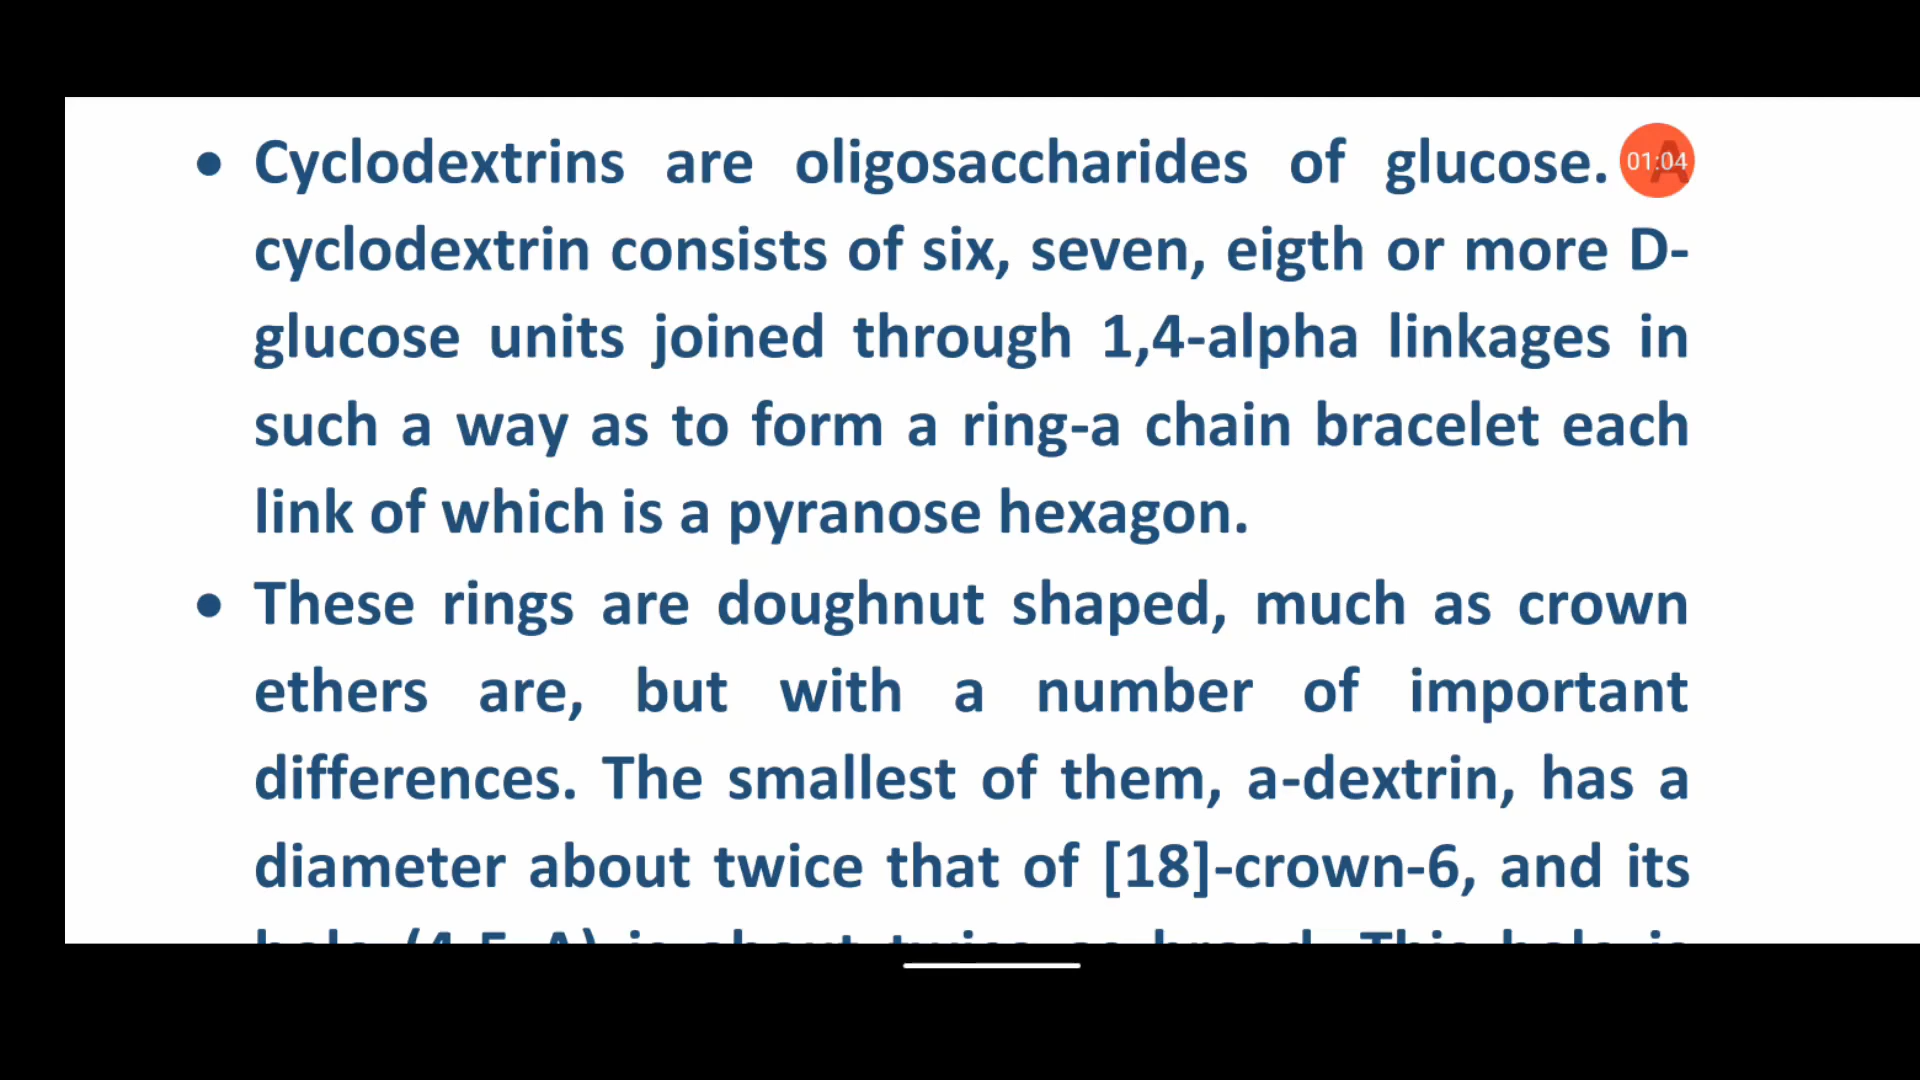 • Cyclodextrins are oligosaccharides of glucose. A
01:04
cyclodextrin consists of six, seven, eigth or more D-
glucose units joined through 1,4-alpha linkages in
such a way as to form a ring-a chain bracelet each
link of which is a pyranose hexagon.
• These rings are doughnut shaped, much as crown
ethers are, but with a number of important
differences. The smallest of them, a-dextrin, has a
diameter about twice that of [18]-crown-6, and its